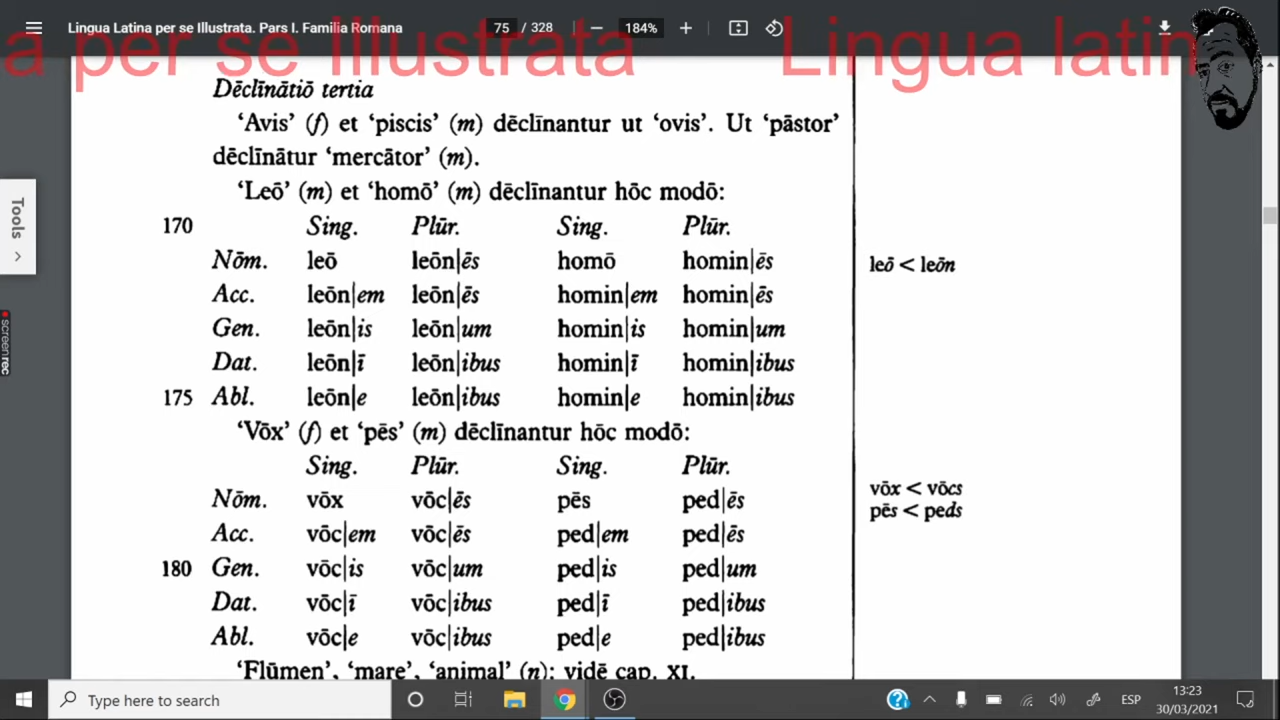 Lingua Latina per se Illustrata. Pars I. Familia Romana
75 / 328
184%
a per se Illustrata Lingua latin
Tools
screenrec
Dēclīnātiō tertia
‘Avis’ (f) et ‘piscis’ (m) dēclīnantur ut ‘ovis’. Ut ‘pāstor’
dēclīnātur ‘mercātor’ (m).
‘Leō’ (m) et ‘homō’ (m) dēclīnantur hōc modō:
170 Sing. Plūr. Sing. Plūr.
Nōm. leō leōn|ēs homō homin|ēs leō < leōn
Acc. leōn|em leōn|ēs homin|em homin|ēs
Gen. leōn|is leōn|um homin|is homin|um
Dat. leōn|ī leōn|ibus homin|ī homin|ibus
175 Abl. leōn|e leōn|ibus homin|e homin|ibus
‘Vōx’ (f) et ‘pēs’ (m) dēclīnantur hōc modō:
Sing. Plūr. Sing. Plūr.
Nōm. vōx vōc|ēs pēs ped|ēs
vōx < vōcs
pēs < peds
Acc. vōc|em vōc|ēs ped|em ped|ēs
180 Gen. vōc|is vōc|um ped|is ped|um
Dat. vōc|ī vōc|ibus ped|ī ped|ibus
Abl. vōc|e vōc|ibus ped|e ped|ibus
‘Flūmen’, ‘mare’, ‘animal’ (n): vidē cap. XI.
Type here to search
ESP
13:23
30/03/2021